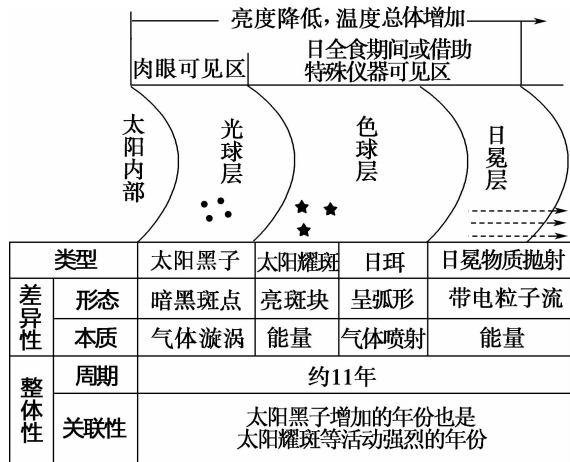 亮度降低，温度总体增加
肉眼可见区
日全食期间或借助
特殊仪器可见区
太阳内部
光球层
色球层
日冕层
类型
太阳黑子
太阳耀斑
日珥
日冕物质抛射
差异性
形态
暗黑斑点
亮斑块
呈弧形
带电粒子流
本质
气体漩涡
能量
气体喷射
能量
整体性
周期
约11年
关联性
太阳黑子增加的年份也是
太阳耀斑等活动强烈的年份